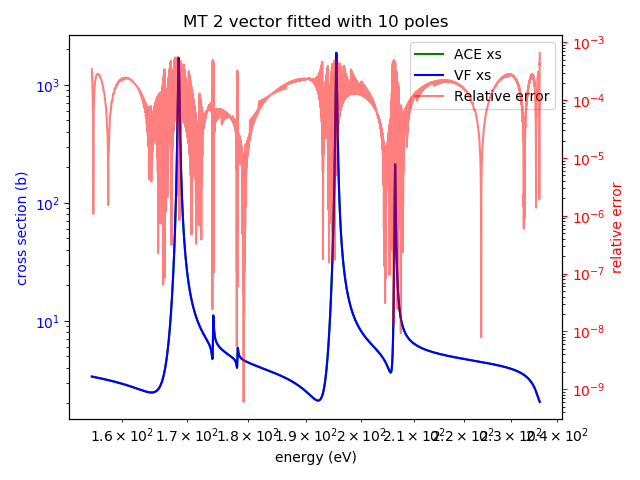 MT 2 vector fitted with 10 poles
ACE xs
VF xs
Relative error
cross section (b)
10³
10²
10¹
relative error
10⁻³
10⁻⁴
10⁻⁵
10⁻⁶
10⁻⁷
10⁻⁸
10⁻⁹
1.6 × 10² 1.7 × 10² 1.8 × 10² 1.9 × 10² 2 × 10² 2.1 × 10² 2.2 × 10² 2.3 × 10² 2.4 × 10²
energy (eV)